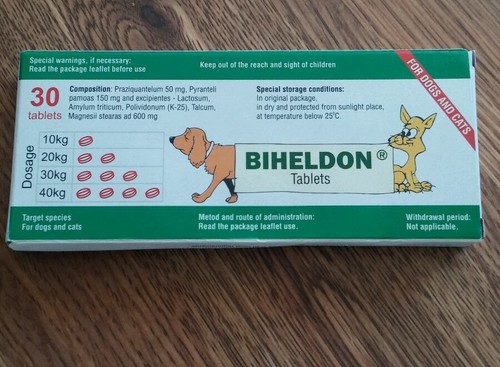 Special warnings, if necessary:
Read the package leaflet before use
Keep out of the reach and sight of children
FOR DOGS AND CATS
30
tablets
Composition: Praziquantelum 50 mg, Pyranteli
pamoas 150 mg and excipientes - Lactosum,
Amylum triticum, Polividonum (K-25), Talcum,
Magnesii stearas ad 600 mg
Special storage conditions:
In original package,
in dry and protected from sunlight place,
at temperature below 25°C.
Dosage
10kg
20kg
30kg
40kg
BIHELDON ®
Tablets
Target species
For dogs and cats
Metod and route of administration:
Read the package leaflet use.
Withdrawal period:
Not applicable.